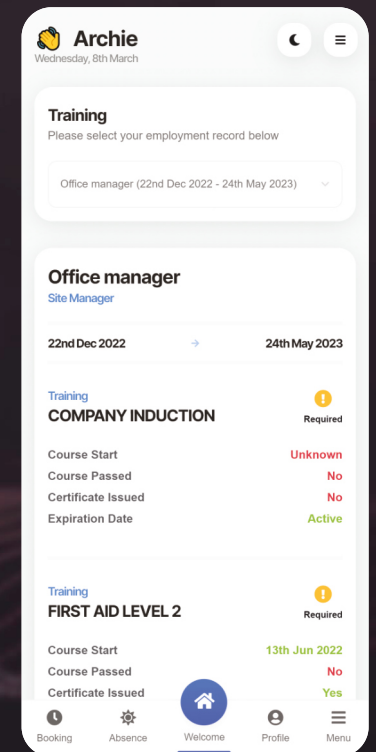 Archie
Wednesday, 8th March
Training
Please select your employment record below
Office manager (22nd Dec 2022 - 24th May 2023)
Office manager
Site Manager
22nd Dec 2022 → 24th May 2023
Training
COMPANY INDUCTION
Required
Course Start Unknown
Course Passed No
Certificate Issued No
Expiration Date Active
Training
FIRST AID LEVEL 2
Required
Course Start 13th Jun 2022
Course Passed No
Certificate Issued Yes
Booking Absence Welcome Profile Menu